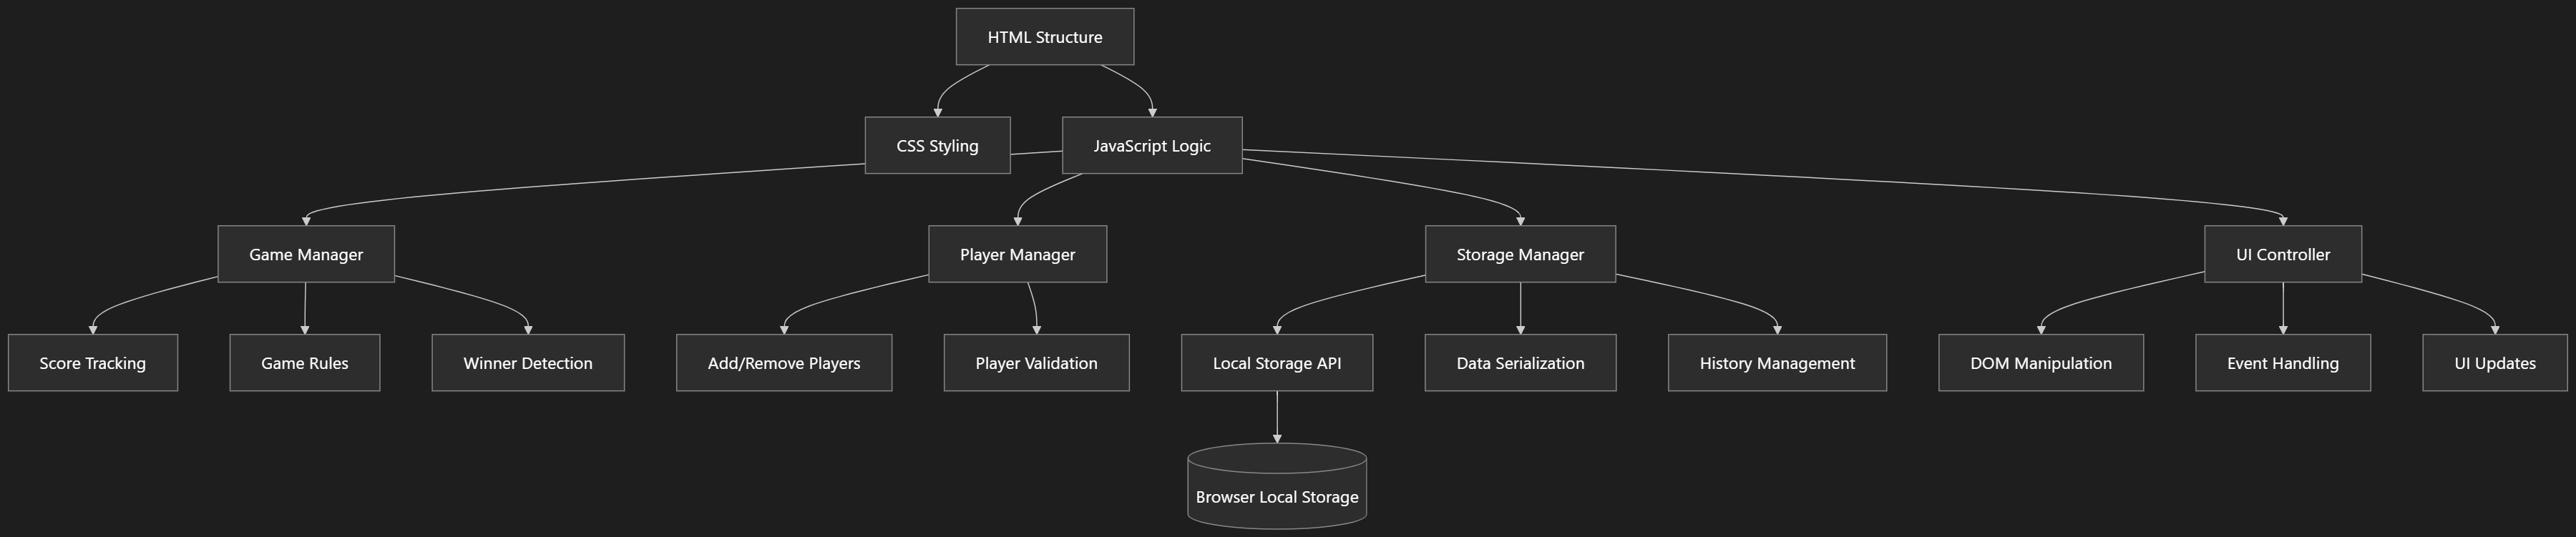 HTML Structure
CSS Styling
JavaScript Logic
Game Manager
Player Manager
Storage Manager
UI Controller
Score Tracking
Game Rules
Winner Detection
Add/Remove Players
Player Validation
Local Storage API
Data Serialization
History Management
DOM Manipulation
Event Handling
UI Updates
Browser Local Storage